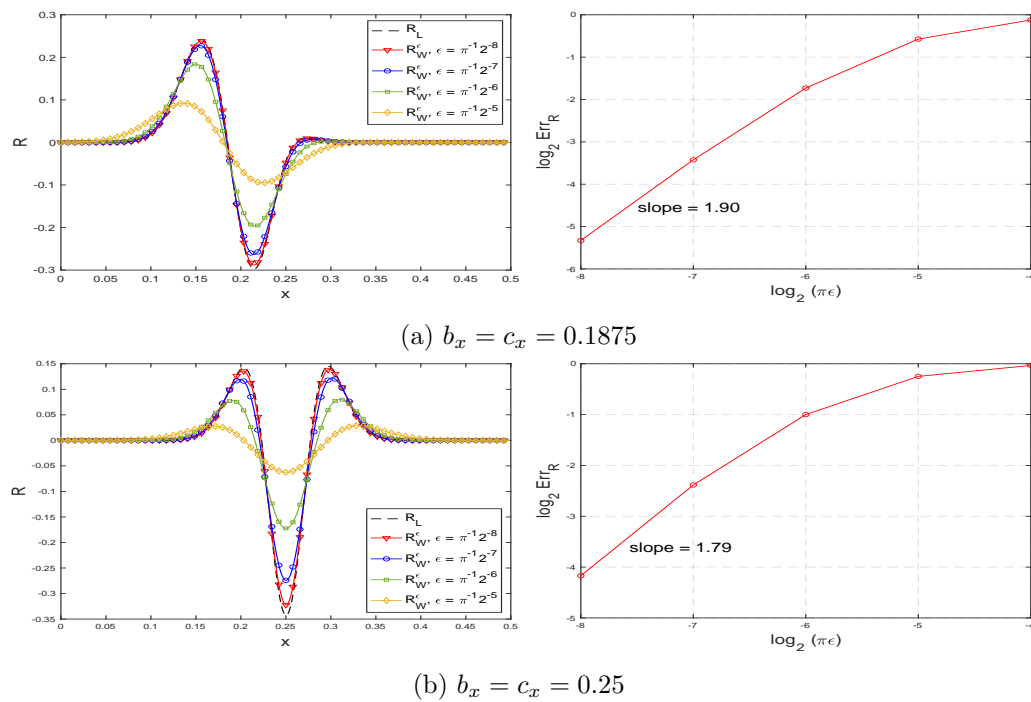 0.3
0.2
0.1
0
-0.1
-0.2
-0.3
R
0
0.05
0.1
0.15
0.2
0.25
0.3
0.35
0.4
0.45
0.5
x
R_L
R_W^ϵ, ϵ = π^-1 2^-8
R_W^ϵ, ϵ = π^-1 2^-7
R_W^ϵ, ϵ = π^-1 2^-6
R_W^ϵ, ϵ = π^-1 2^-5
0
-1
-2
-3
-4
-5
-6
log_2 Err_R
slope = 1.90
-8
-7
-6
-5
-4
log_2 (πϵ)
(a) b_x = c_x = 0.1875
0.15
0.1
0.05
0
-0.05
-0.1
-0.15
-0.2
-0.25
-0.3
-0.35
R
0
0.05
0.1
0.15
0.2
0.25
0.3
0.35
0.4
0.45
0.5
x
R_L
R_W^ϵ, ϵ = π^-1 2^-8
R_W^ϵ, ϵ = π^-1 2^-7
R_W^ϵ, ϵ = π^-1 2^-6
R_W^ϵ, ϵ = π^-1 2^-5
0
-1
-2
-3
-4
-5
log_2 Err_R
slope = 1.79
-8
-7
-6
-5
-4
log_2 (πϵ)
(b) b_x = c_x = 0.25